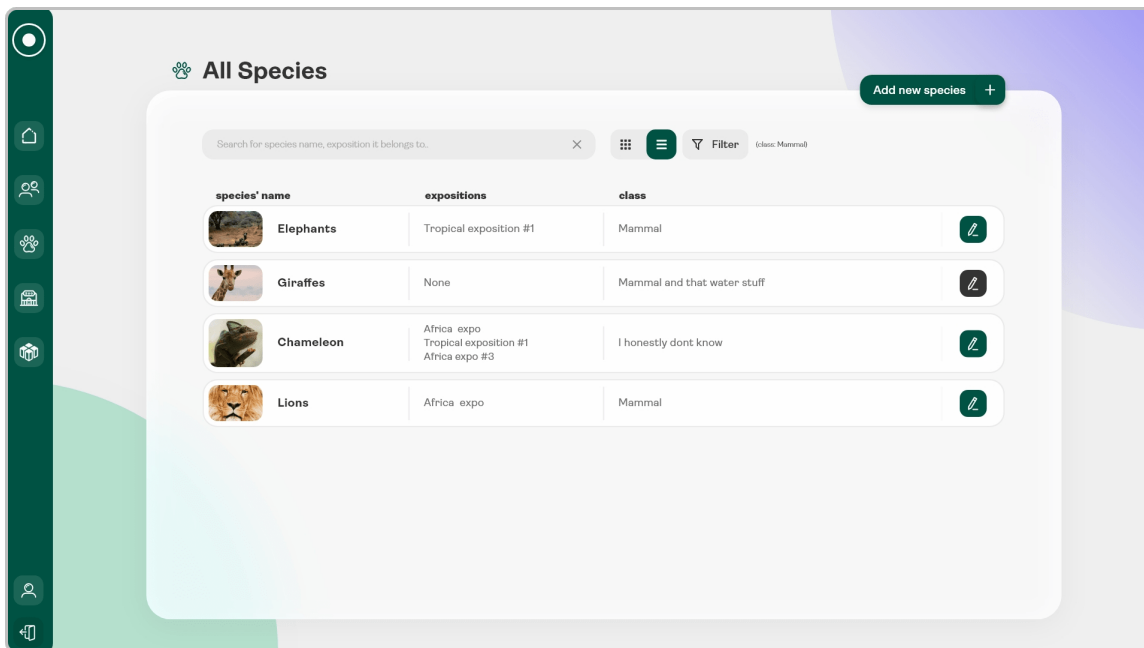 All Species
Add new species +
Search for species name, exposition it belongs to..
Filter
(class: Mammal)
species' name expositions class
Elephants Tropical exposition #1 Mammal
Giraffes None Mammal and that water stuff
Chameleon
Africa expo
Tropical exposition #1
Africa expo #3
I honestly dont know
Lions Africa expo Mammal